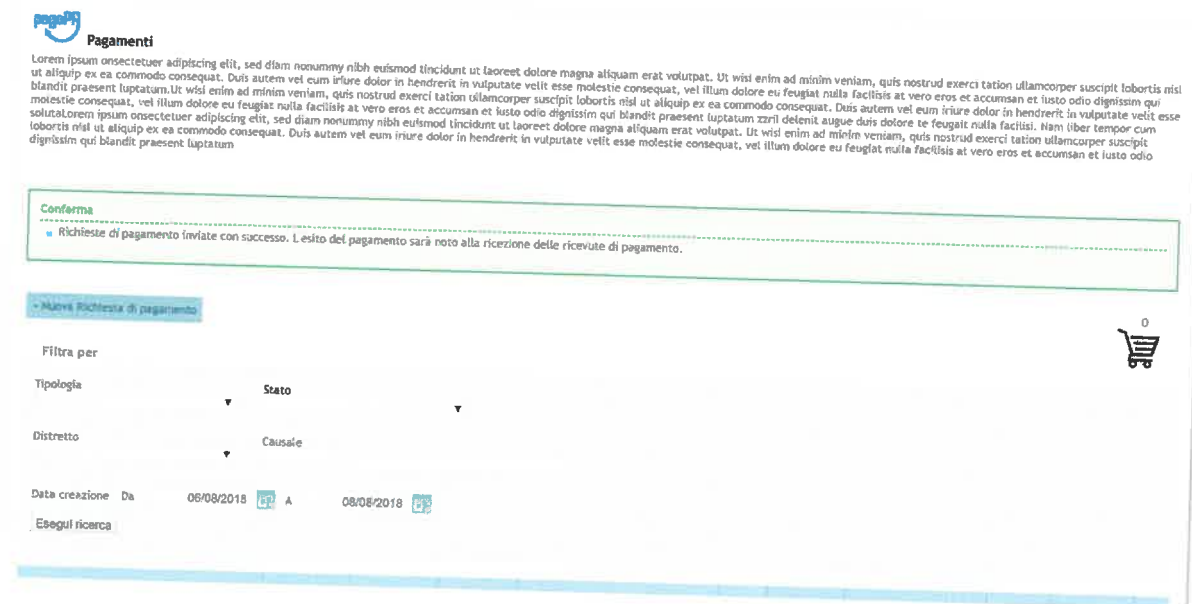 pagoPA
Pagamenti
Lorem ipsum onsectetuer adipiscing elit, sed diam nonummy nibh euismod tincidunt ut laoreet dolore magna aliquam erat volutpat. Ut wisi enim ad minim veniam, quis nostrud exerci tation ullamcorper suscipit lobortis nisl
ut aliquip ex ea commodo consequat. Duis autem vel eum iriure dolor in hendrerit in vulputate velit esse molestie consequat, vel illum dolore eu feugiat nulla facilisis at vero eros et accumsan et iusto odio dignissim qui
blandit praesent luptatum.Ut wisi enim ad minim veniam, quis nostrud exerci tation ullamcorper suscipit lobortis nisl ut aliquip ex ea commodo consequat. Duis autem vel eum iriure dolor in hendrerit in vulputate velit esse
molestie consequat, vel illum dolore eu feugiat nulla facilisis at vero eros et accumsan et iusto odio dignissim qui blandit praesent luptatum zzril delenit augue duis dolore te feugait nulla facilisi. Nam liber tempor cum
solutaLorem ipsum onsectetuer adipiscing elit, sed diam nonummy nibh euismod tincidunt ut laoreet dolore magna aliquam erat volutpat. Ut wisi enim ad minim veniam, quis nostrud exerci tation ullamcorper suscipit
lobortis nisl ut aliquip ex ea commodo consequat. Duis autem vel eum iriure dolor in hendrerit in vulputate velit esse molestie consequat, vel illum dolore eu feugiat nulla facilisis at vero eros et accumsan et iusto odio
dignissim qui blandit praesent luptatum
Conferma
Richieste di pagamento inviate con successo. L esito del pagamento sarà noto alla ricezione delle ricevute di pagamento.
- Nuova Richiesta di pagamento
0
Filtra per
Tipologia
Stato
Distretto
Causale
Data creazione Da 06/08/2018 A 08/08/2018
Esegui ricerca